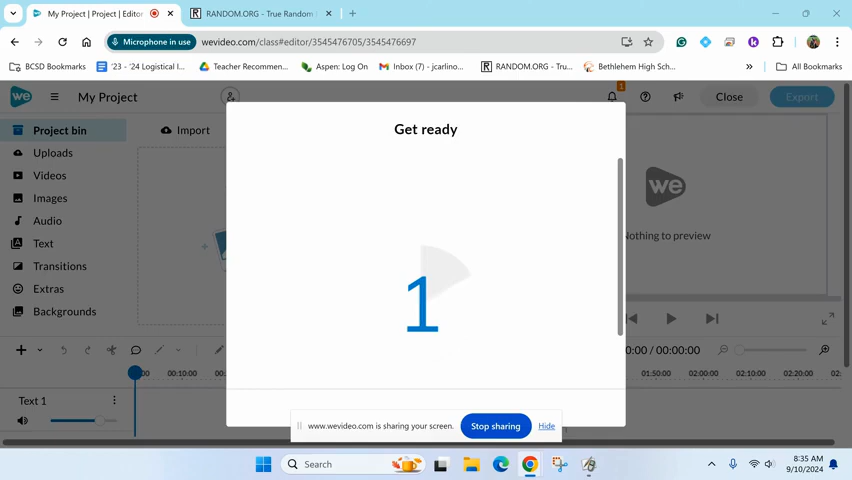 My Project | Project | Editor
RANDOM.ORG - True Random
Microphone in use
wevideo.com/class#editor/3545476705/3545476697
BCSD Bookmarks
'23 - '24 Logistical I...
Teacher Recommen...
Aspen: Log On
Inbox (7) - jcarlino...
RANDOM.ORG - Tru...
Bethlehem High Sch...
All Bookmarks
we
My Project
1
Close
Export
Project bin
Import
Get ready
Uploads
Videos
Images
Audio
Text
Transitions
Extras
Backgrounds
we
Nothing to preview
1
0:00 / 00:00:00
00:10:00
01:50:00
02:00:00
02:10:00
02:20:00
02:
Text 1
www.wevideo.com is sharing your screen.
Stop sharing
Hide
Search
8:35 AM
9/10/2024